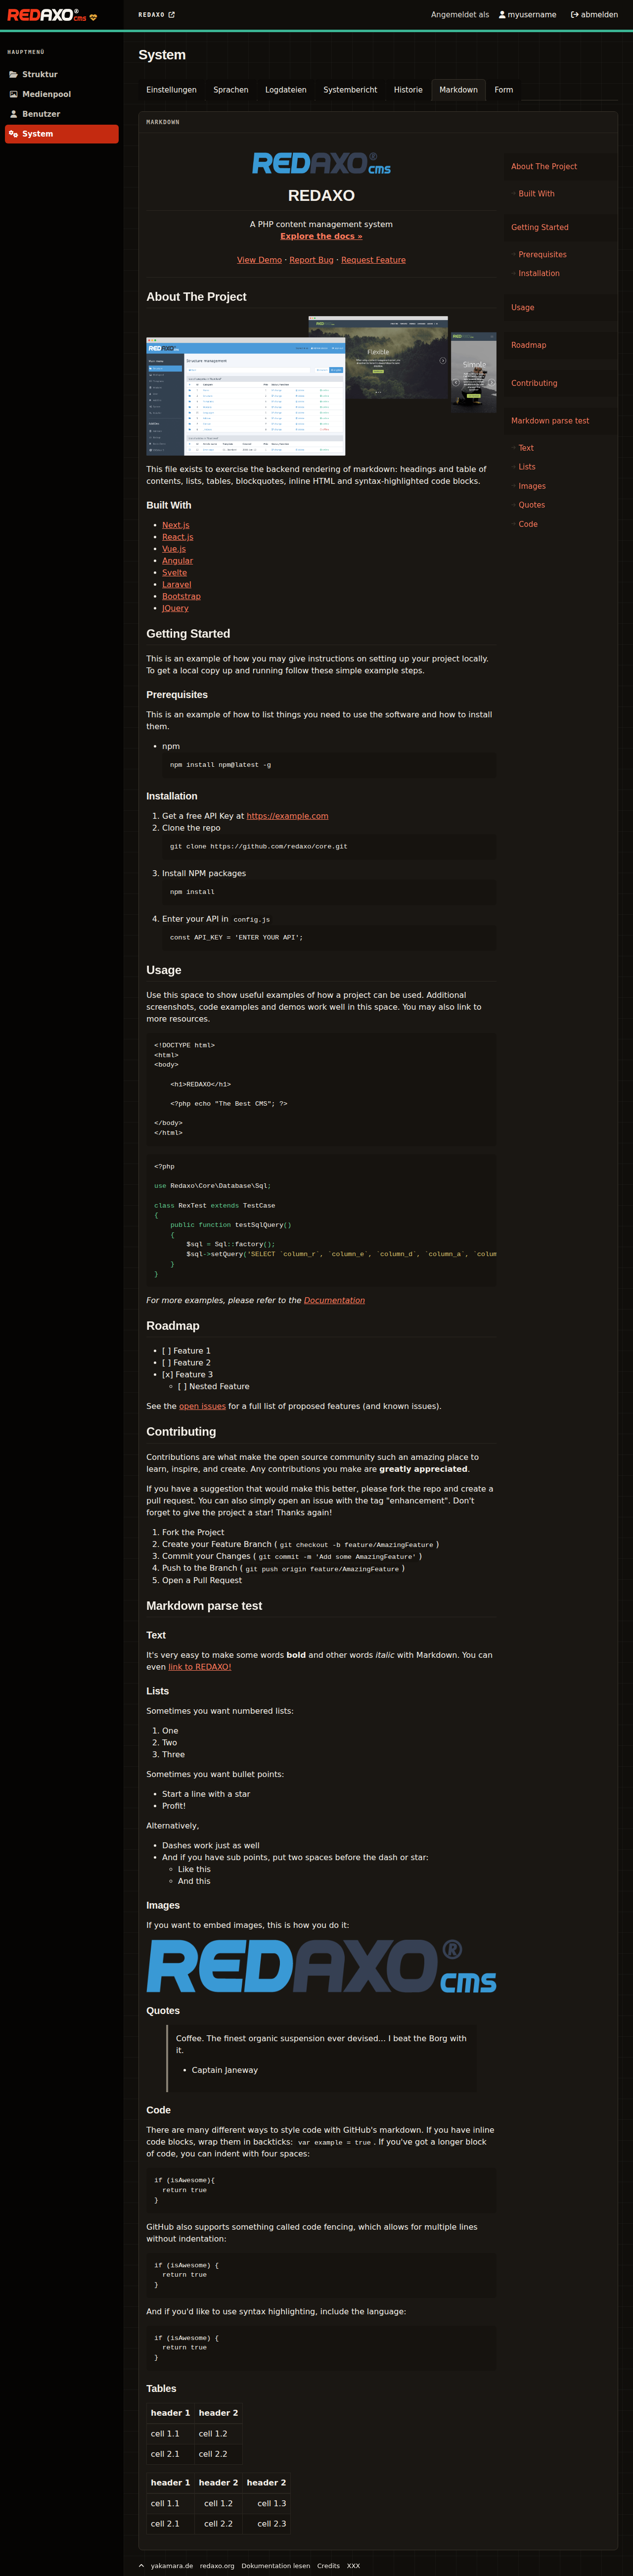 REDAXO® cms
REDAXO
Angemeldet als myusername abmelden
HAUPTMENÜ
Struktur
Medienpool
Benutzer
System
System
Einstellungen Sprachen Logdateien Systembericht Historie Markdown Form
MARKDOWN
REDAXO® cms
REDAXO
A PHP content management system
Explore the docs »
View Demo · Report Bug · Request Feature
About The Project
Built With
Getting Started
Prerequisites
Installation
Usage
Roadmap
Contributing
Markdown parse test
Text
Lists
Images
Quotes
Code
About The Project
Flexible
Simple
This file exists to exercise the backend rendering of markdown: headings and table of
contents, lists, tables, blockquotes, inline HTML and syntax-highlighted code blocks.
Built With
Next.js
React.js
Vue.js
Angular
Svelte
Laravel
Bootstrap
JQuery
Getting Started
This is an example of how you may give instructions on setting up your project locally.
To get a local copy up and running follow these simple example steps.
Prerequisites
This is an example of how to list things you need to use the software and how to install
them.
npm
npm install npm@latest -g
Installation
1. Get a free API Key at https://example.com
2. Clone the repo
git clone https://github.com/redaxo/core.git
3. Install NPM packages
npm install
4. Enter your API in config.js
const API_KEY = 'ENTER YOUR API';
Usage
Use this space to show useful examples of how a project can be used. Additional
screenshots, code examples and demos work well in this space. You may also link to
more resources.
<!DOCTYPE html>
<html>
<body>
<h1>REDAXO</h1>
<?php echo "The Best CMS"; ?>
</body>
</html>
<?php
use Redaxo\Core\Database\Sql;
class RexTest extends TestCase
{
public function testSqlQuery()
{
$sql = Sql::factory();
$sql->setQuery('SELECT `column_r`, `column_e`, `column_d`, `column_a`, `colum
}
}
For more examples, please refer to the Documentation
Roadmap
[ ] Feature 1
[ ] Feature 2
[x] Feature 3
[ ] Nested Feature
See the open issues for a full list of proposed features (and known issues).
Contributing
Contributions are what make the open source community such an amazing place to
learn, inspire, and create. Any contributions you make are greatly appreciated.
If you have a suggestion that would make this better, please fork the repo and create a
pull request. You can also simply open an issue with the tag "enhancement". Don't
forget to give the project a star! Thanks again!
1. Fork the Project
2. Create your Feature Branch ( git checkout -b feature/AmazingFeature )
3. Commit your Changes ( git commit -m 'Add some AmazingFeature' )
4. Push to the Branch ( git push origin feature/AmazingFeature )
5. Open a Pull Request
Markdown parse test
Text
It's very easy to make some words bold and other words italic with Markdown. You can
even link to REDAXO!
Lists
Sometimes you want numbered lists:
1. One
2. Two
3. Three
Sometimes you want bullet points:
Start a line with a star
Profit!
Alternatively,
Dashes work just as well
And if you have sub points, put two spaces before the dash or star:
Like this
And this
Images
If you want to embed images, this is how you do it:
REDAXO® cms
Quotes
Coffee. The finest organic suspension ever devised... I beat the Borg with
it.
Captain Janeway
Code
There are many different ways to style code with GitHub's markdown. If you have inline
code blocks, wrap them in backticks: var example = true . If you've got a longer block
of code, you can indent with four spaces:
if (isAwesome){
return true
}
GitHub also supports something called code fencing, which allows for multiple lines
without indentation:
if (isAwesome) {
return true
}
And if you'd like to use syntax highlighting, include the language:
if (isAwesome) {
return true
}
Tables
header 1 header 2
cell 1.1 cell 1.2
cell 2.1 cell 2.2
header 1 header 2 header 2
cell 1.1 cell 1.2 cell 1.3
cell 2.1 cell 2.2 cell 2.3
yakamara.de redaxo.org Dokumentation lesen Credits XXX